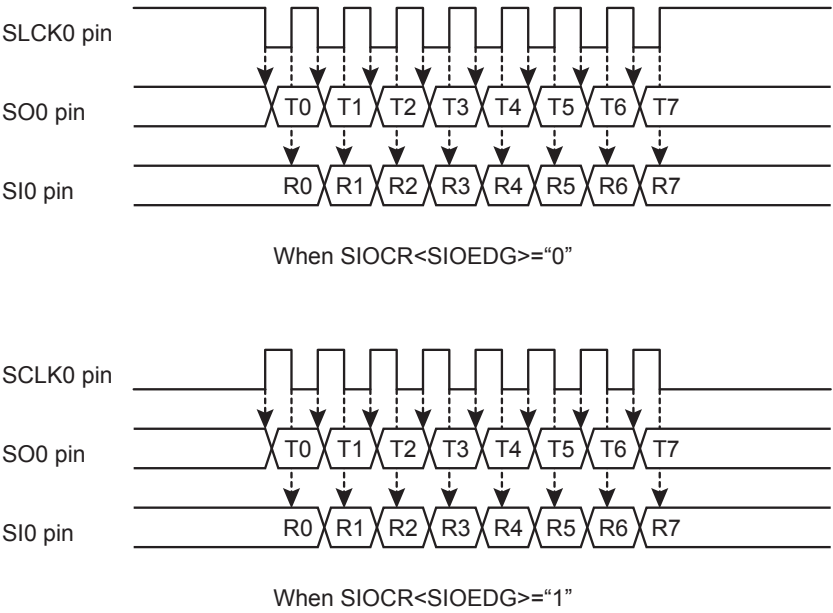 SLCK0 pin
SO0 pin T0 T1 T2 T3 T4 T5 T6 T7
SI0 pin R0 R1 R2 R3 R4 R5 R6 R7
When SIOCR<SIOEDG>=“0”
SCLK0 pin
SO0 pin T0 T1 T2 T3 T4 T5 T6 T7
SI0 pin R0 R1 R2 R3 R4 R5 R6 R7
When SIOCR<SIOEDG>=“1”